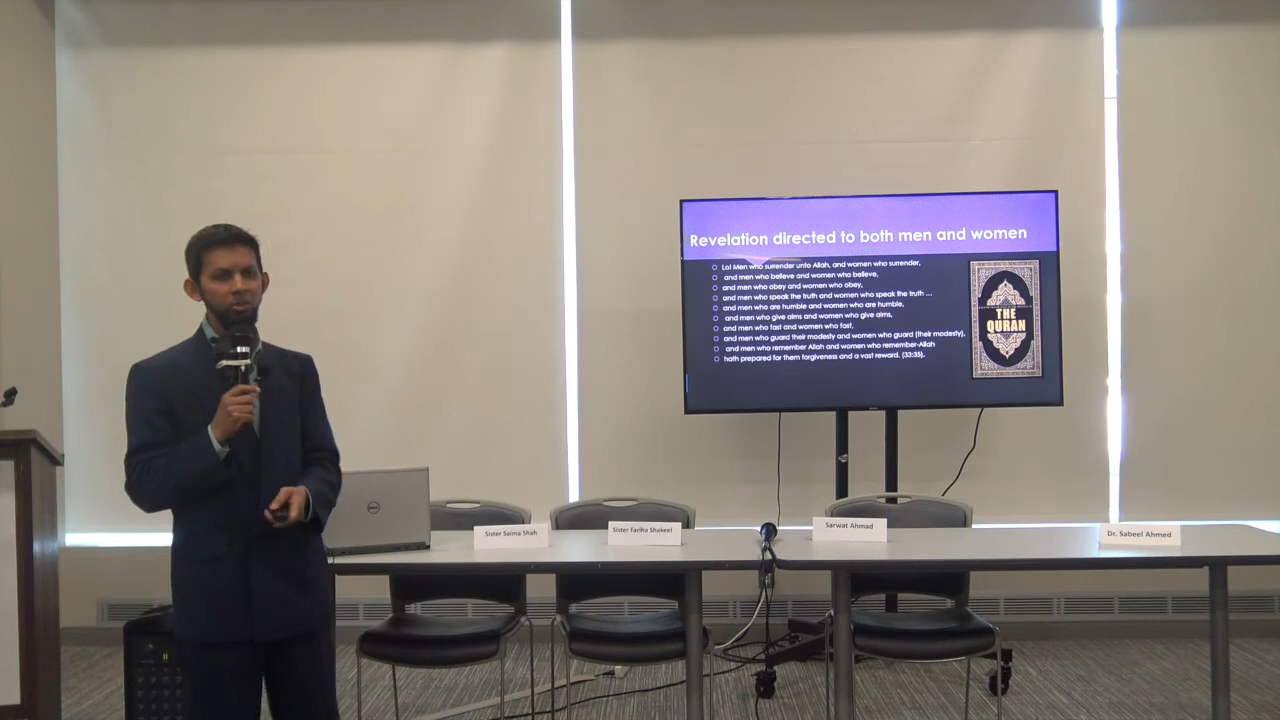 Revelation directed to both men and women
Lo! Men who surrender unto Allah, and women who surrender,
and men who believe and women who believe,
and men who obey and women who obey,
and men who speak the truth and women who speak the truth ...
and men who are humble and women who are humble,
and men who give alms and women who give alms,
and men who fast and women who fast,
and men who guard their modesty and women who guard (their modesty),
and men who remember Allah and women who remember-Allah
hath prepared for them forgiveness and a vast reward. (33:35).
THE
QURAN
Sister Saima Shah
Sister Fariha Shakeel
Sarwat Ahmad
Dr. Sabeel Ahmed
DELL